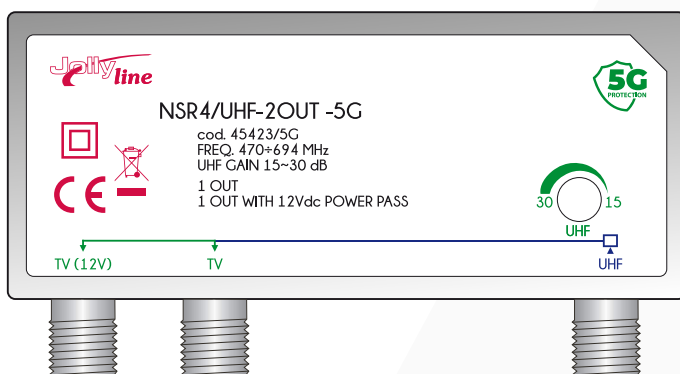 Jolly line
5G
PROTECTION
NSR4/UHF-2OUT -5G
cod. 45423/5G
FREQ. 470÷694 MHz
UHF GAIN 15~30 dB
1 OUT
1 OUT WITH 12Vdc POWER PASS
CE
30 15
UHF
TV (12V) TV UHF